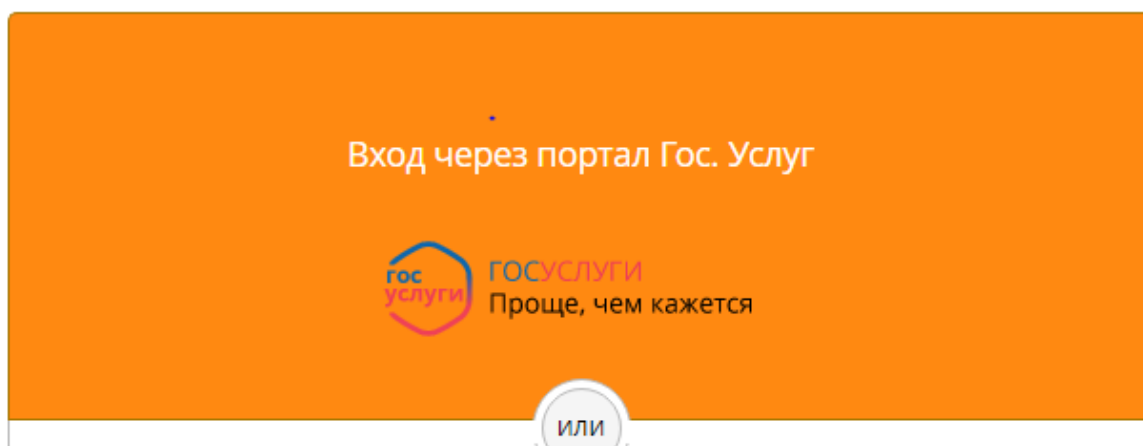 Вход через портал Гос. Услуг
гос
услуги
ГОСУСЛУГИ
Проще, чем кажется
или